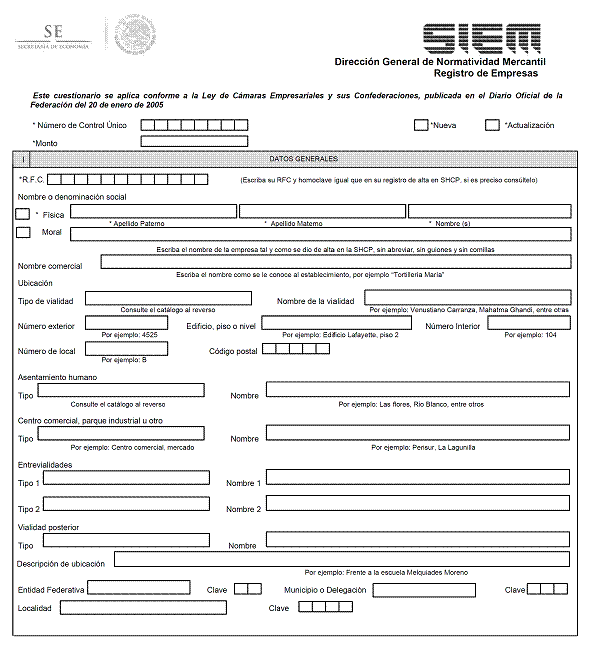 SE
SECRETARÍA DE ECONOMÍA
SIEM
Dirección General de Normatividad Mercantil
Registro de Empresas
Este cuestionario se aplica conforme a la Ley de Cámaras Empresariales y sus Confederaciones, publicada en el Diario Oficial de la
Federación del 20 de enero de 2005
* Número de Control Único
*Nueva
*Actualización
*Monto
I DATOS GENERALES
*R.F.C.
(Escriba su RFC y homoclave igual que en su registro de alta en SHCP, si es preciso consúltelo)
Nombre o denominación social
* Física
* Apellido Paterno * Apellido Materno * Nombre (s)
Moral
Escriba el nombre de la empresa tal y como se dio de alta en la SHCP, sin abreviar, sin guiones y sin comillas
Nombre comercial
Escriba el nombre como se le conoce al establecimiento, por ejemplo “Tortillería María”
Ubicación
Tipo de vialidad Nombre de la vialidad
Consulte el catálogo al reverso Por ejemplo: Venustiano Carranza, Mahatma Ghandi, entre otras
Número exterior Edificio, piso o nivel Número Interior
Por ejemplo: 4525 Por ejemplo: Edificio Lafayette, piso 2 Por ejemplo: 104
Número de local Código postal
Por ejemplo: B
Asentamiento humano
Tipo Nombre
Consulte el catálogo al reverso Por ejemplo: Las flores, Río Blanco, entre otros
Centro comercial, parque industrial u otro
Tipo Nombre
Por ejemplo: Centro comercial, mercado Por ejemplo: Perisur, La Lagunilla
Entrevialidades
Tipo 1 Nombre 1
Tipo 2 Nombre 2
Vialidad posterior
Tipo Nombre
Descripción de ubicación
Por ejemplo: Frente a la escuela Melquiades Moreno
Entidad Federativa Clave Municipio o Delegación Clave
Localidad Clave